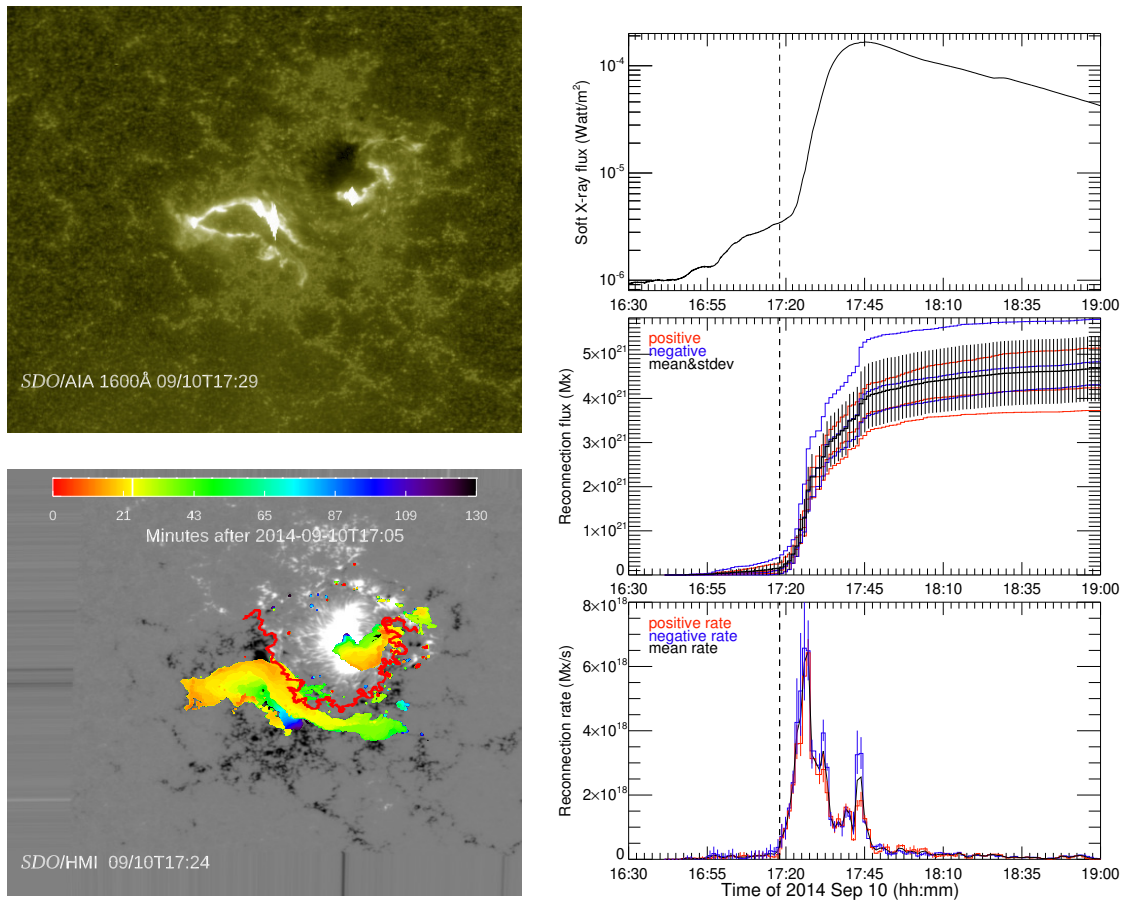 SDO/AIA 1600Å 09/10T17:29
0 21 43 65 87 109 130
Minutes after 2014-09-10T17:05
SDO/HMI 09/10T17:24
Soft X-ray flux (Watt/m²)
10⁻⁴
10⁻⁵
10⁻⁶
16:30 16:55 17:20 17:45 18:10 18:35 19:00
Reconnection flux (Mx)
positive
negative
mean&stdev
5×10²¹
4×10²¹
3×10²¹
2×10²¹
1×10²¹
0
16:30 16:55 17:20 17:45 18:10 18:35 19:00
Reconnection rate (Mx/s)
positive rate
negative rate
mean rate
8×10¹⁸
6×10¹⁸
4×10¹⁸
2×10¹⁸
0
16:30 16:55 17:20 17:45 18:10 18:35 19:00
Time of 2014 Sep 10 (hh:mm)